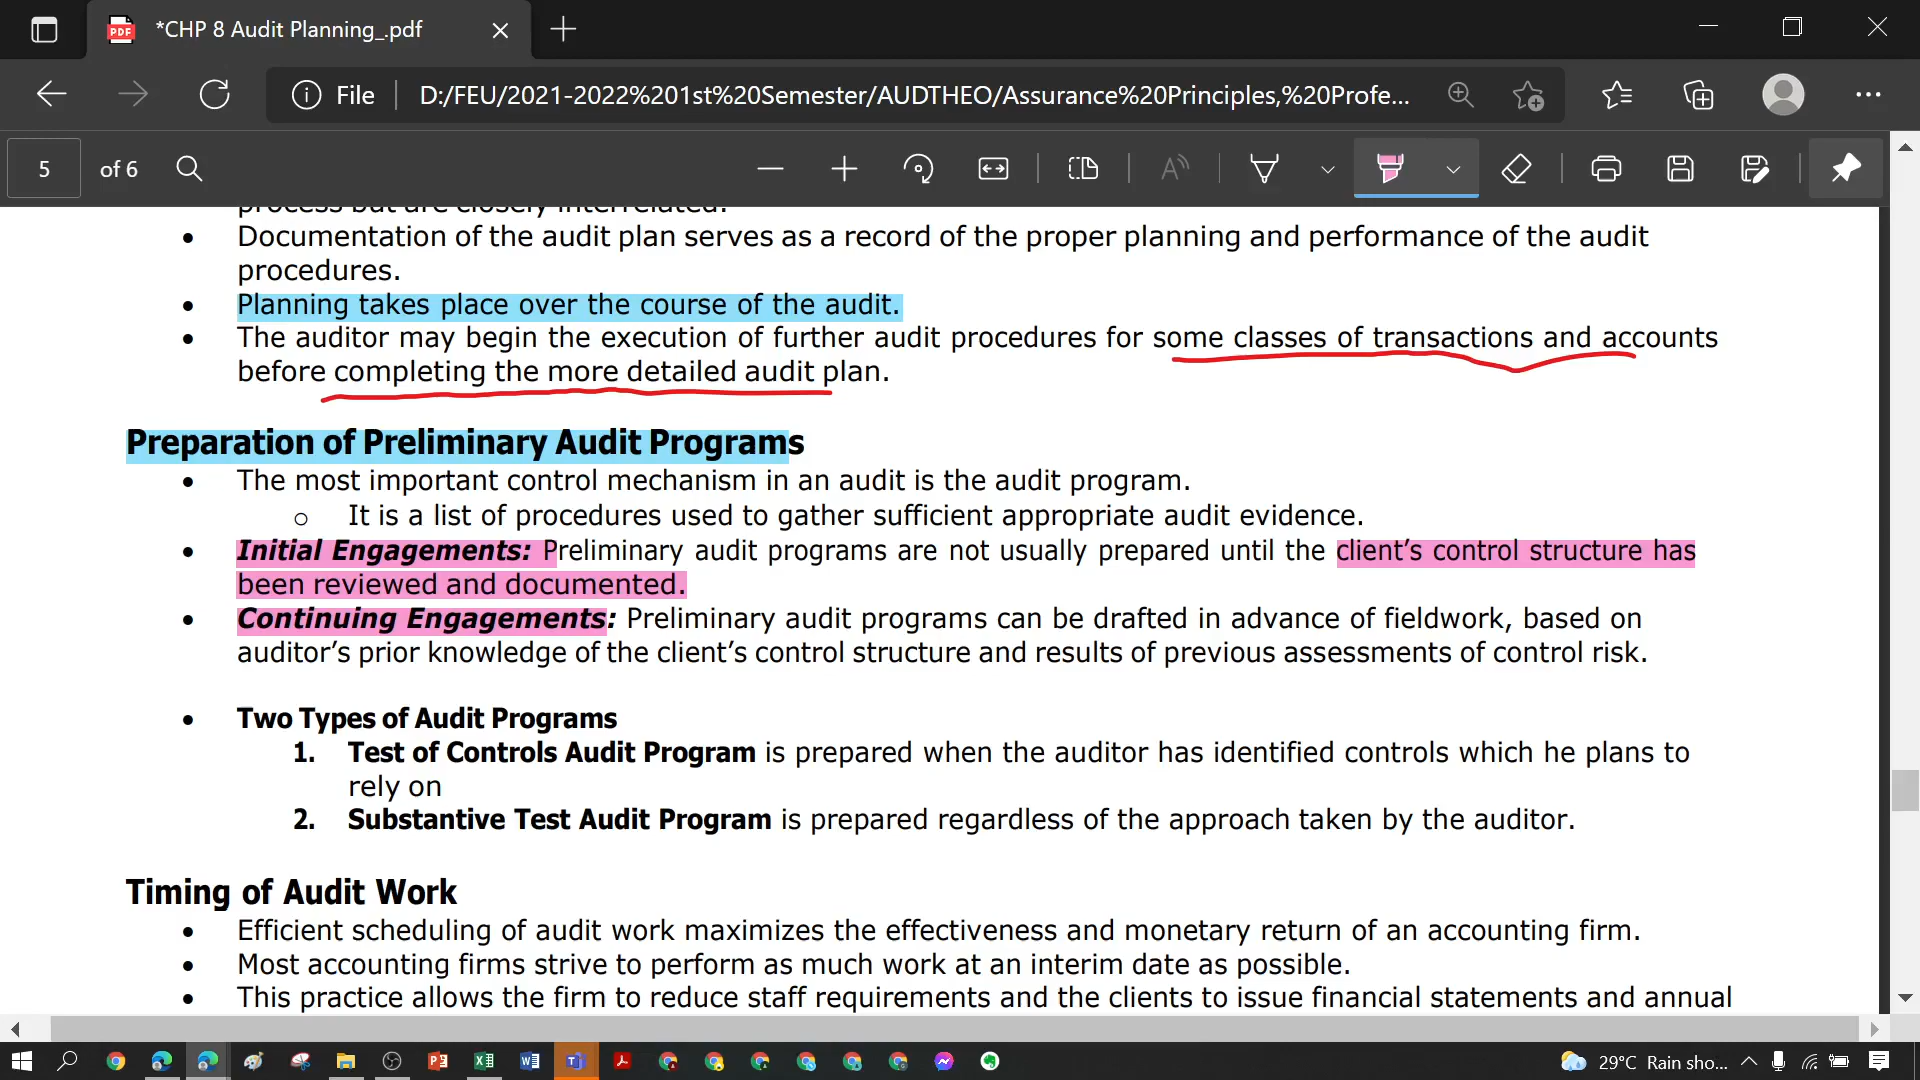 *CHP 8 Audit Planning_.pdf
File
D:/FEU/2021-2022%201st%20Semester/AUDTHEO/Assurance%20Principles,%20Profe...
5 of 6
process but are closely interrelated.
• Documentation of the audit plan serves as a record of the proper planning and performance of the audit
procedures.
• Planning takes place over the course of the audit.
• The auditor may begin the execution of further audit procedures for some classes of transactions and accounts
before completing the more detailed audit plan.
Preparation of Preliminary Audit Programs
• The most important control mechanism in an audit is the audit program.
o It is a list of procedures used to gather sufficient appropriate audit evidence.
• Initial Engagements: Preliminary audit programs are not usually prepared until the client’s control structure has
been reviewed and documented.
• Continuing Engagements: Preliminary audit programs can be drafted in advance of fieldwork, based on
auditor’s prior knowledge of the client’s control structure and results of previous assessments of control risk.
• Two Types of Audit Programs
1. Test of Controls Audit Program is prepared when the auditor has identified controls which he plans to
rely on
2. Substantive Test Audit Program is prepared regardless of the approach taken by the auditor.
Timing of Audit Work
• Efficient scheduling of audit work maximizes the effectiveness and monetary return of an accounting firm.
• Most accounting firms strive to perform as much work at an interim date as possible.
• This practice allows the firm to reduce staff requirements and the clients to issue financial statements and annual
29°C Rain sho...